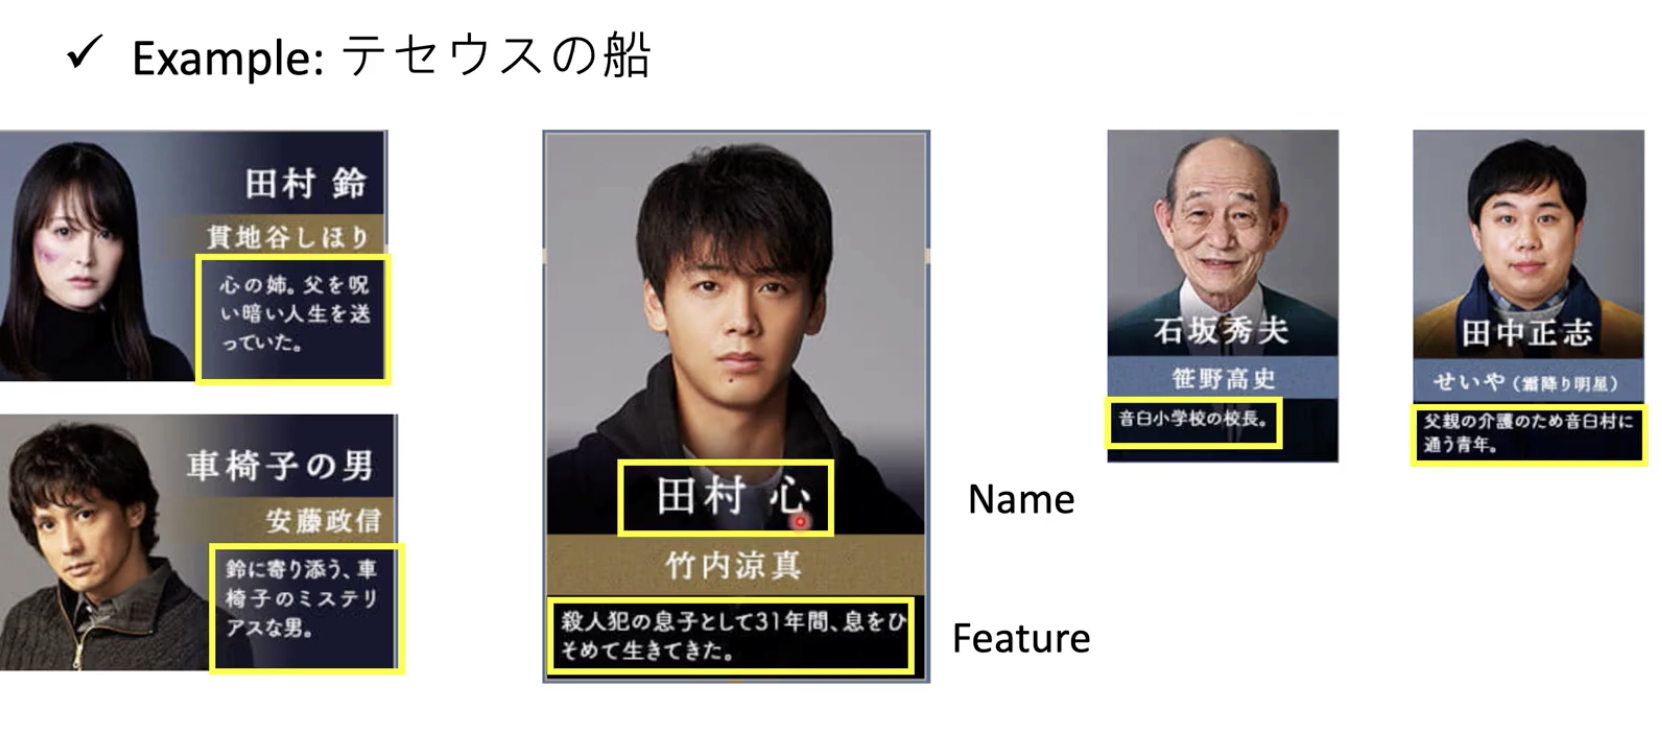 ✓ Example: テセウスの船
田村 鈴
貫地谷しほり
心の姉。父を呪
い暗い人生を送
っていた。
車椅子の男
安藤政信
鈴に寄り添う、車
椅子のミステリ
アスな男。
田村 心
竹内涼真
殺人犯の息子として31年間、息をひ
そめて生きてきた。
Name
Feature
石坂秀夫
笹野高史
音臼小学校の校長。
田中正志
せいや（霜降り明星）
父親の介護のため音臼村に
通う青年。